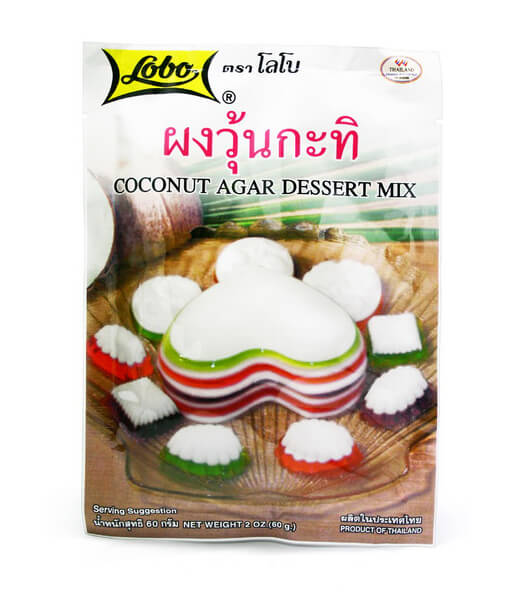 Lobo
ตราโลโบ
®
THAILAND
ผงวุ้นกะทิ
COCONUT AGAR DESSERT MIX
Serving Suggestion
น้ำหนักสุทธิ 60 กรัม NET WEIGHT 2 OZ (60 g.)
ผลิตในประเทศไทย
PRODUCT OF THAILAND